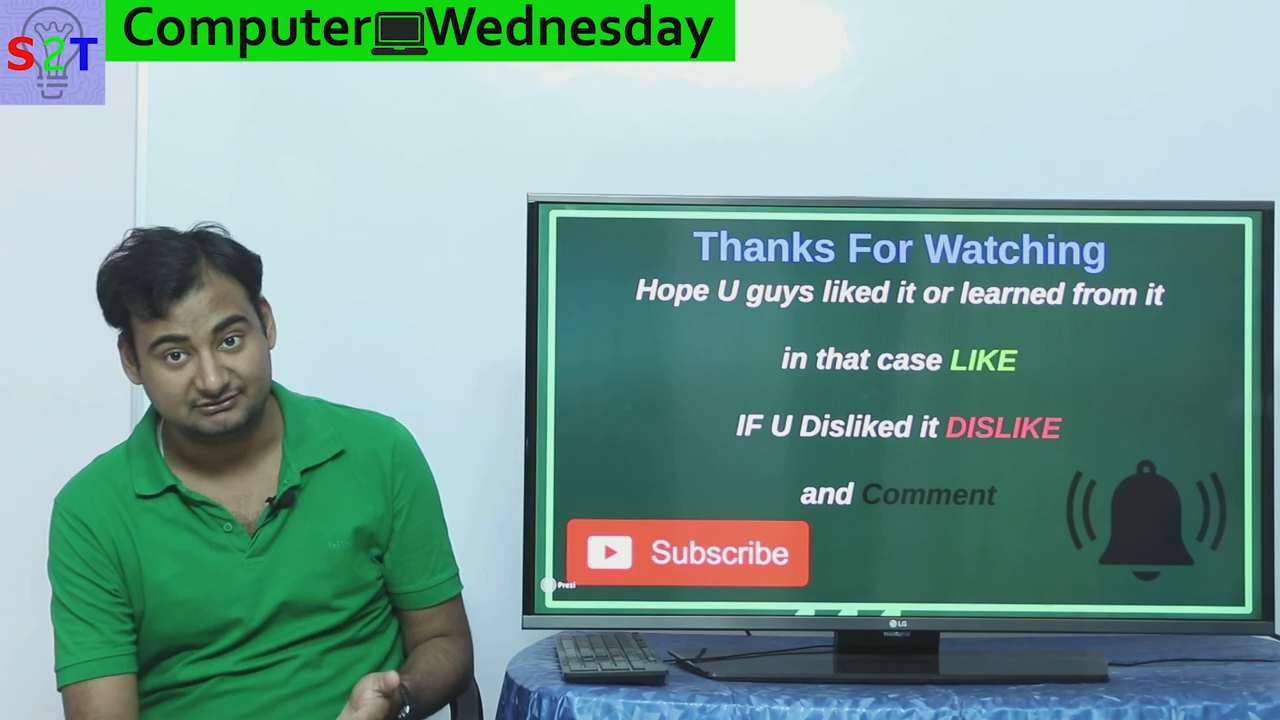 S2T
Computer Wednesday
Thanks For Watching
Hope U guys liked it or learned from it
in that case LIKE
IF U Disliked it DISLIKE
and Comment
Subscribe
Prezi
LG